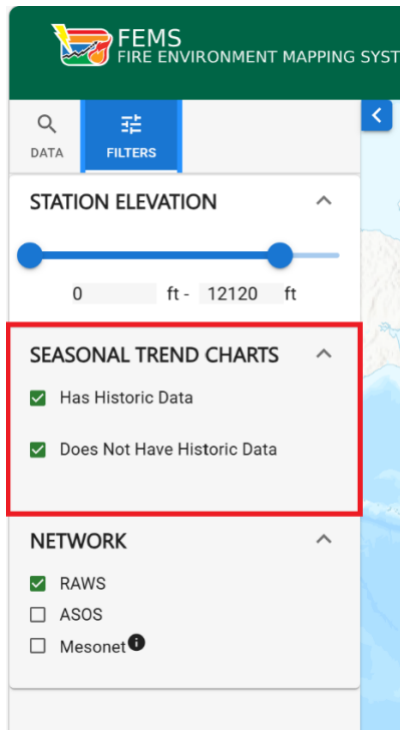 FEMS
FIRE ENVIRONMENT MAPPING SYST
DATA
FILTERS
STATION ELEVATION
0 ft - 12120 ft
SEASONAL TREND CHARTS
Has Historic Data
Does Not Have Historic Data
NETWORK
RAWS
ASOS
Mesonet